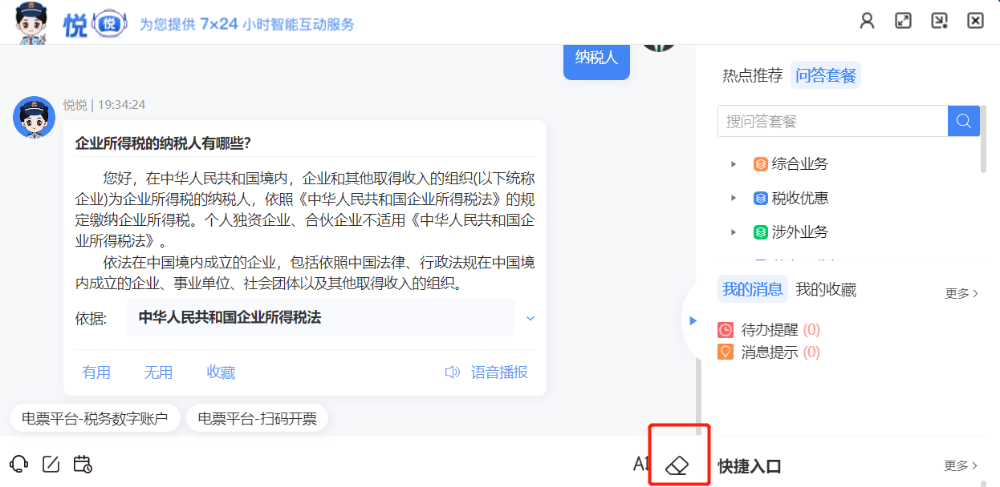 悦 悦 为您提供 7×24 小时智能互动服务
纳税人
悦悦 | 19:34:24
企业所得税的纳税人有哪些?
您好，在中华人民共和国境内，企业和其他取得收入的组织(以下统称
企业)为企业所得税的纳税人，依照《中华人民共和国企业所得税法》的规
定缴纳企业所得税。个人独资企业、合伙企业不适用《中华人民共和国企
业所得税法》。
依法在中国境内成立的企业，包括依照中国法律、行政法规在中国境
内成立的企业、事业单位、社会团体以及其他取得收入的组织。
依据: 中华人民共和国企业所得税法
有用 无用 收藏 语音播报
电票平台-税务数字账户 电票平台-扫码开票
热点推荐 问答套餐
搜问答套餐
综合业务
税收优惠
涉外业务
我的消息 我的收藏 更多
待办提醒 (0)
消息提示 (0)
快捷入口 更多